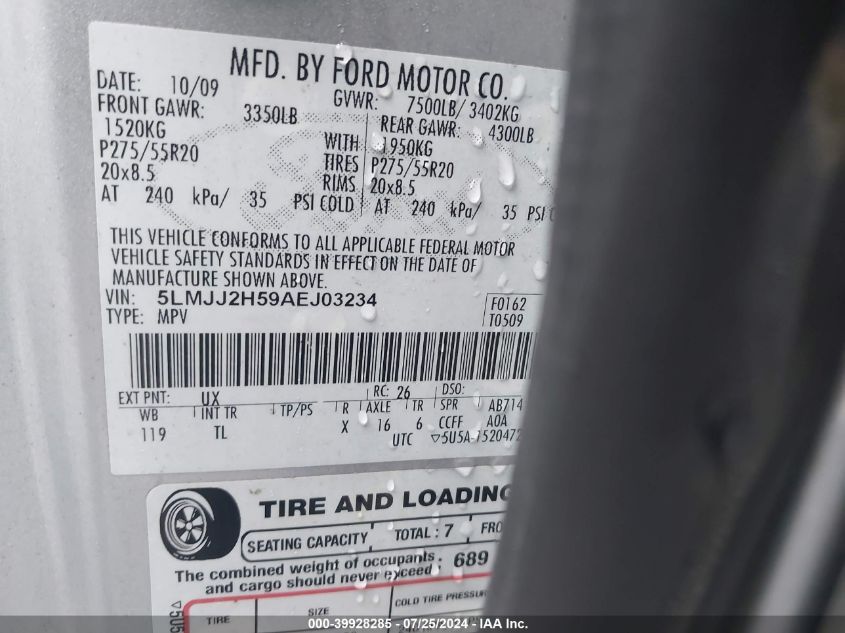 MFD. BY FORD MOTOR CO.
DATE: 10/09 GVWR: 7500LB/ 3402KG
FRONT GAWR: 3350LB REAR GAWR: 4300LB
1520KG WITH 1950KG
P275/55R20 TIRES P275/55R20
20x8.5 RIMS 20x8.5
AT 240 kPa/ 35 PSI COLD AT 240 kPa/ 35 PSI C
THIS VEHICLE CONFORMS TO ALL APPLICABLE FEDERAL MOTOR
VEHICLE SAFETY STANDARDS IN EFFECT ON THE DATE OF
MANUFACTURE SHOWN ABOVE.
VIN: 5LMJJ2H59AEJ03234 F0162
TYPE: MPV T0509
EXT PNT: UX RC: 26 DSO:
WB INT TR TP/PS R AXLE TR SPR AB714
119 TL X 16 6 CCFF A0A
UTC ▽5U5A-1520472
TIRE AND LOADING
SEATING CAPACITY TOTAL: 7 FRO
The combined weight of occupants 689
and cargo should never exceed
▽5U5
TIRE SIZE COLD TIRE PRESSUR
000-39928285 - 07/25/2024 - IAA, Inc.